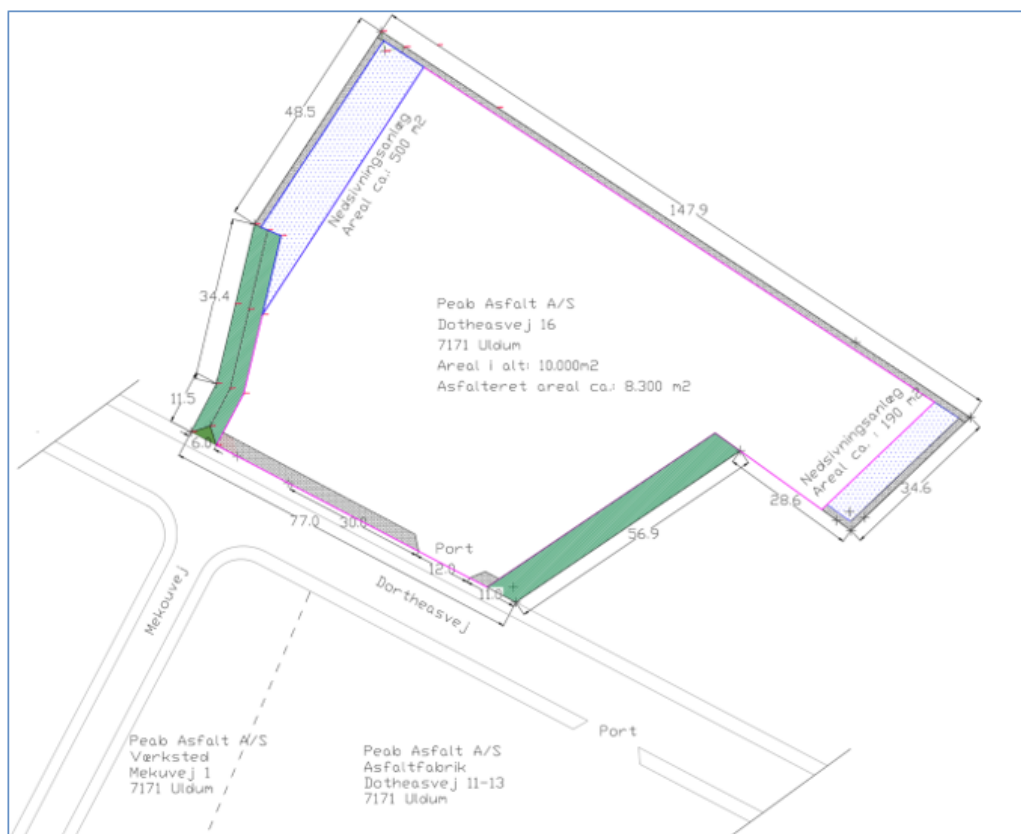 48.5
Nedsivningsanlæg
Areal ca.: 500 m2
147.9
34.4
Peab Asfalt A/S
Dotheasvej 16
7171 Uldum
Areal i alt: 10.000m2
Asfalteret areal ca.: 8.300 m2
11.5
6.0
Nedsivningsanlæg
Areal ca. : 190 m2
34.6
28.6
77.0
30.0
56.9
Port
12.0
11.0
Dortheasvej
Mekouvej
Port
Peab Asfalt A/S
Værksted
Mekuvej 1
7171 Uldum
Peab Asfalt A/S
Asfaltfabrik
Dotheasvej 11-13
7171 Uldum